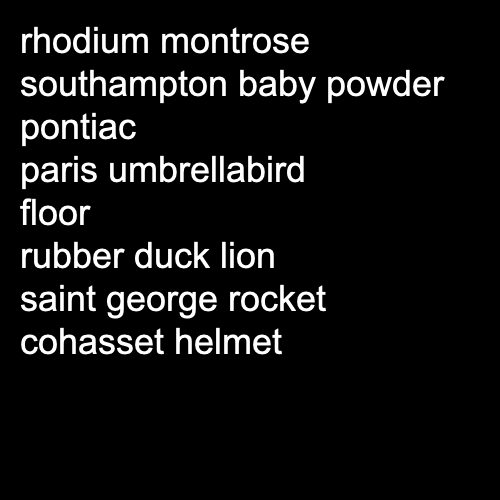 rhodium montrose
southampton baby powder
pontiac
paris umbrellabird
floor
rubber duck lion
saint george rocket
cohasset helmet